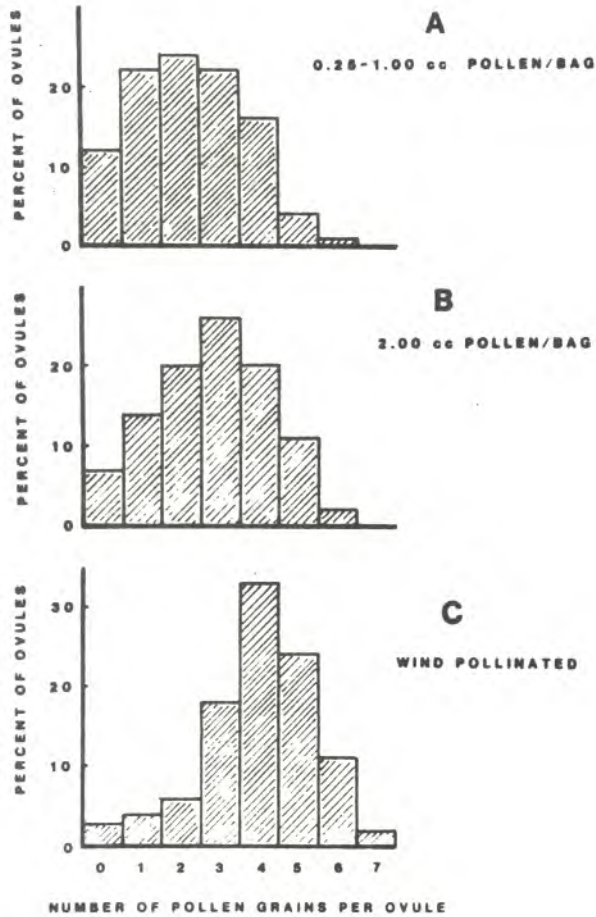 A
0.25-1.00 cc POLLEN/BAG
PERCENT OF OVULES
20
10
0
B
2.00 cc POLLEN/BAG
PERCENT OF OVULES
20
10
0
C
WIND POLLINATED
PERCENT OF OVULES
30
20
10
0
0 1 2 3 4 5 6 7
NUMBER OF POLLEN GRAINS PER OVULE